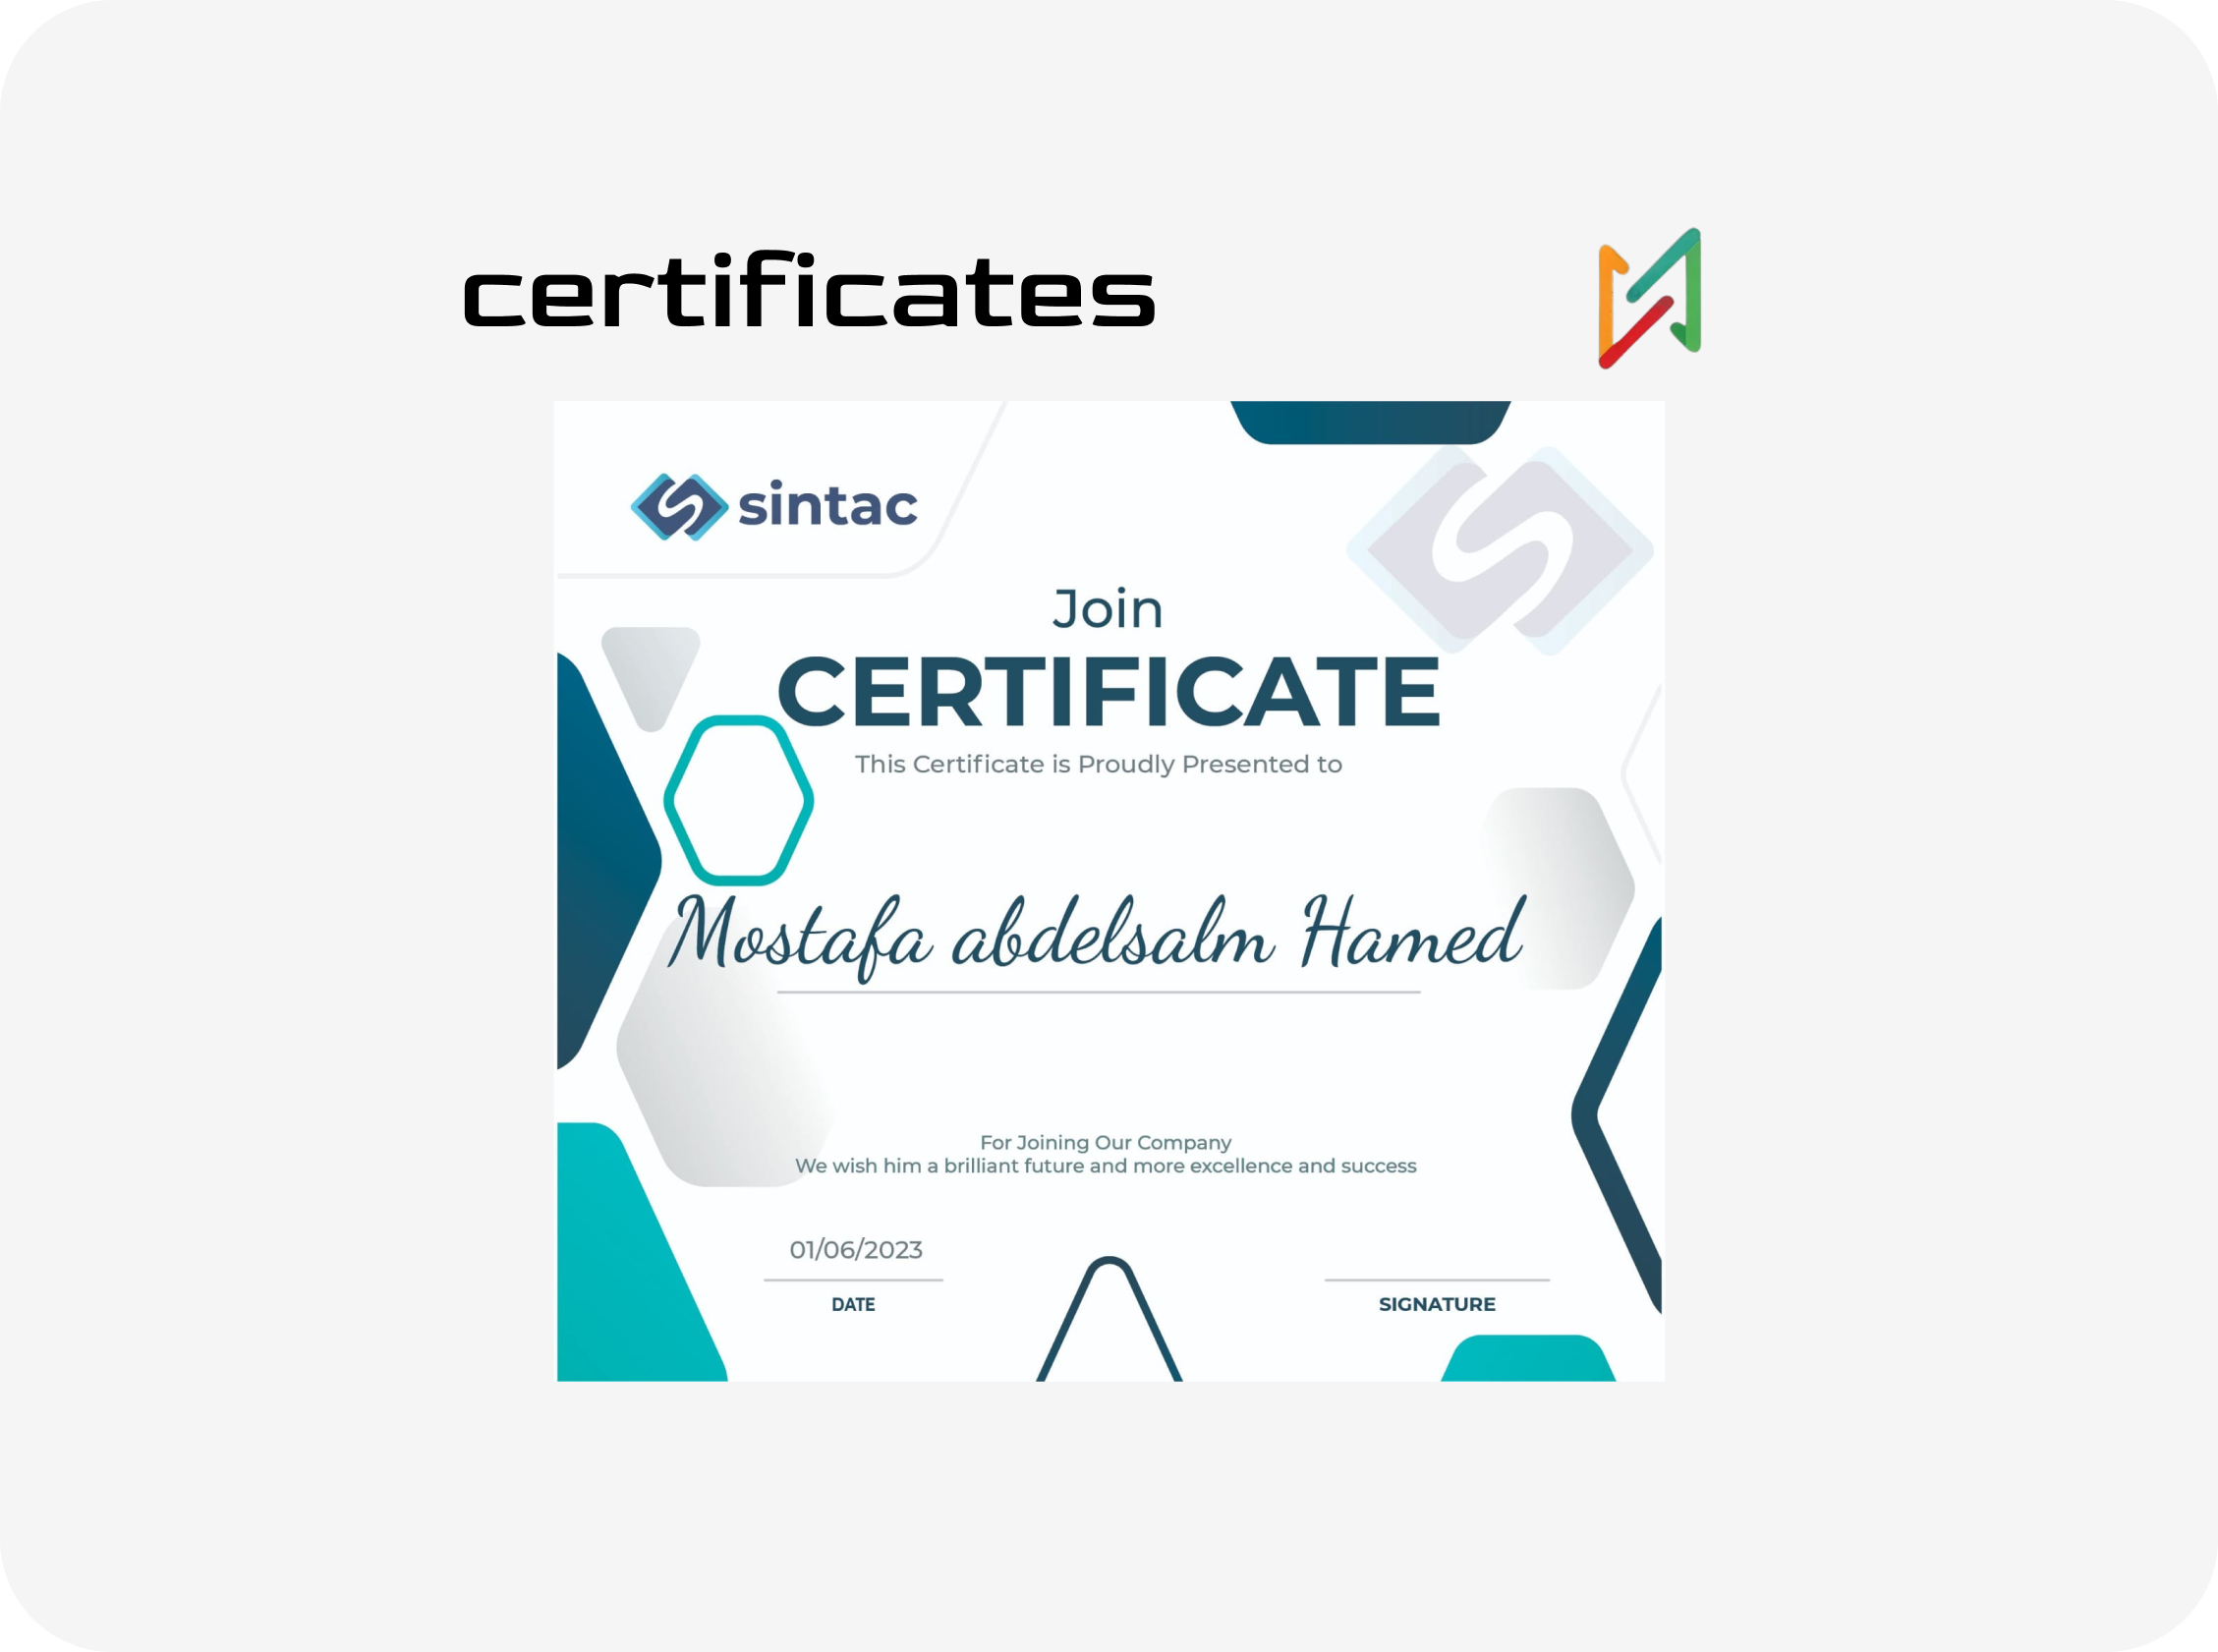 certificates
sintac
Join
CERTIFICATE
This Certificate is Proudly Presented to
Mostafa abdelsalm Hamed
For Joining Our Company
We wish him a brilliant future and more excellence and success
01/06/2023
DATE
SIGNATURE